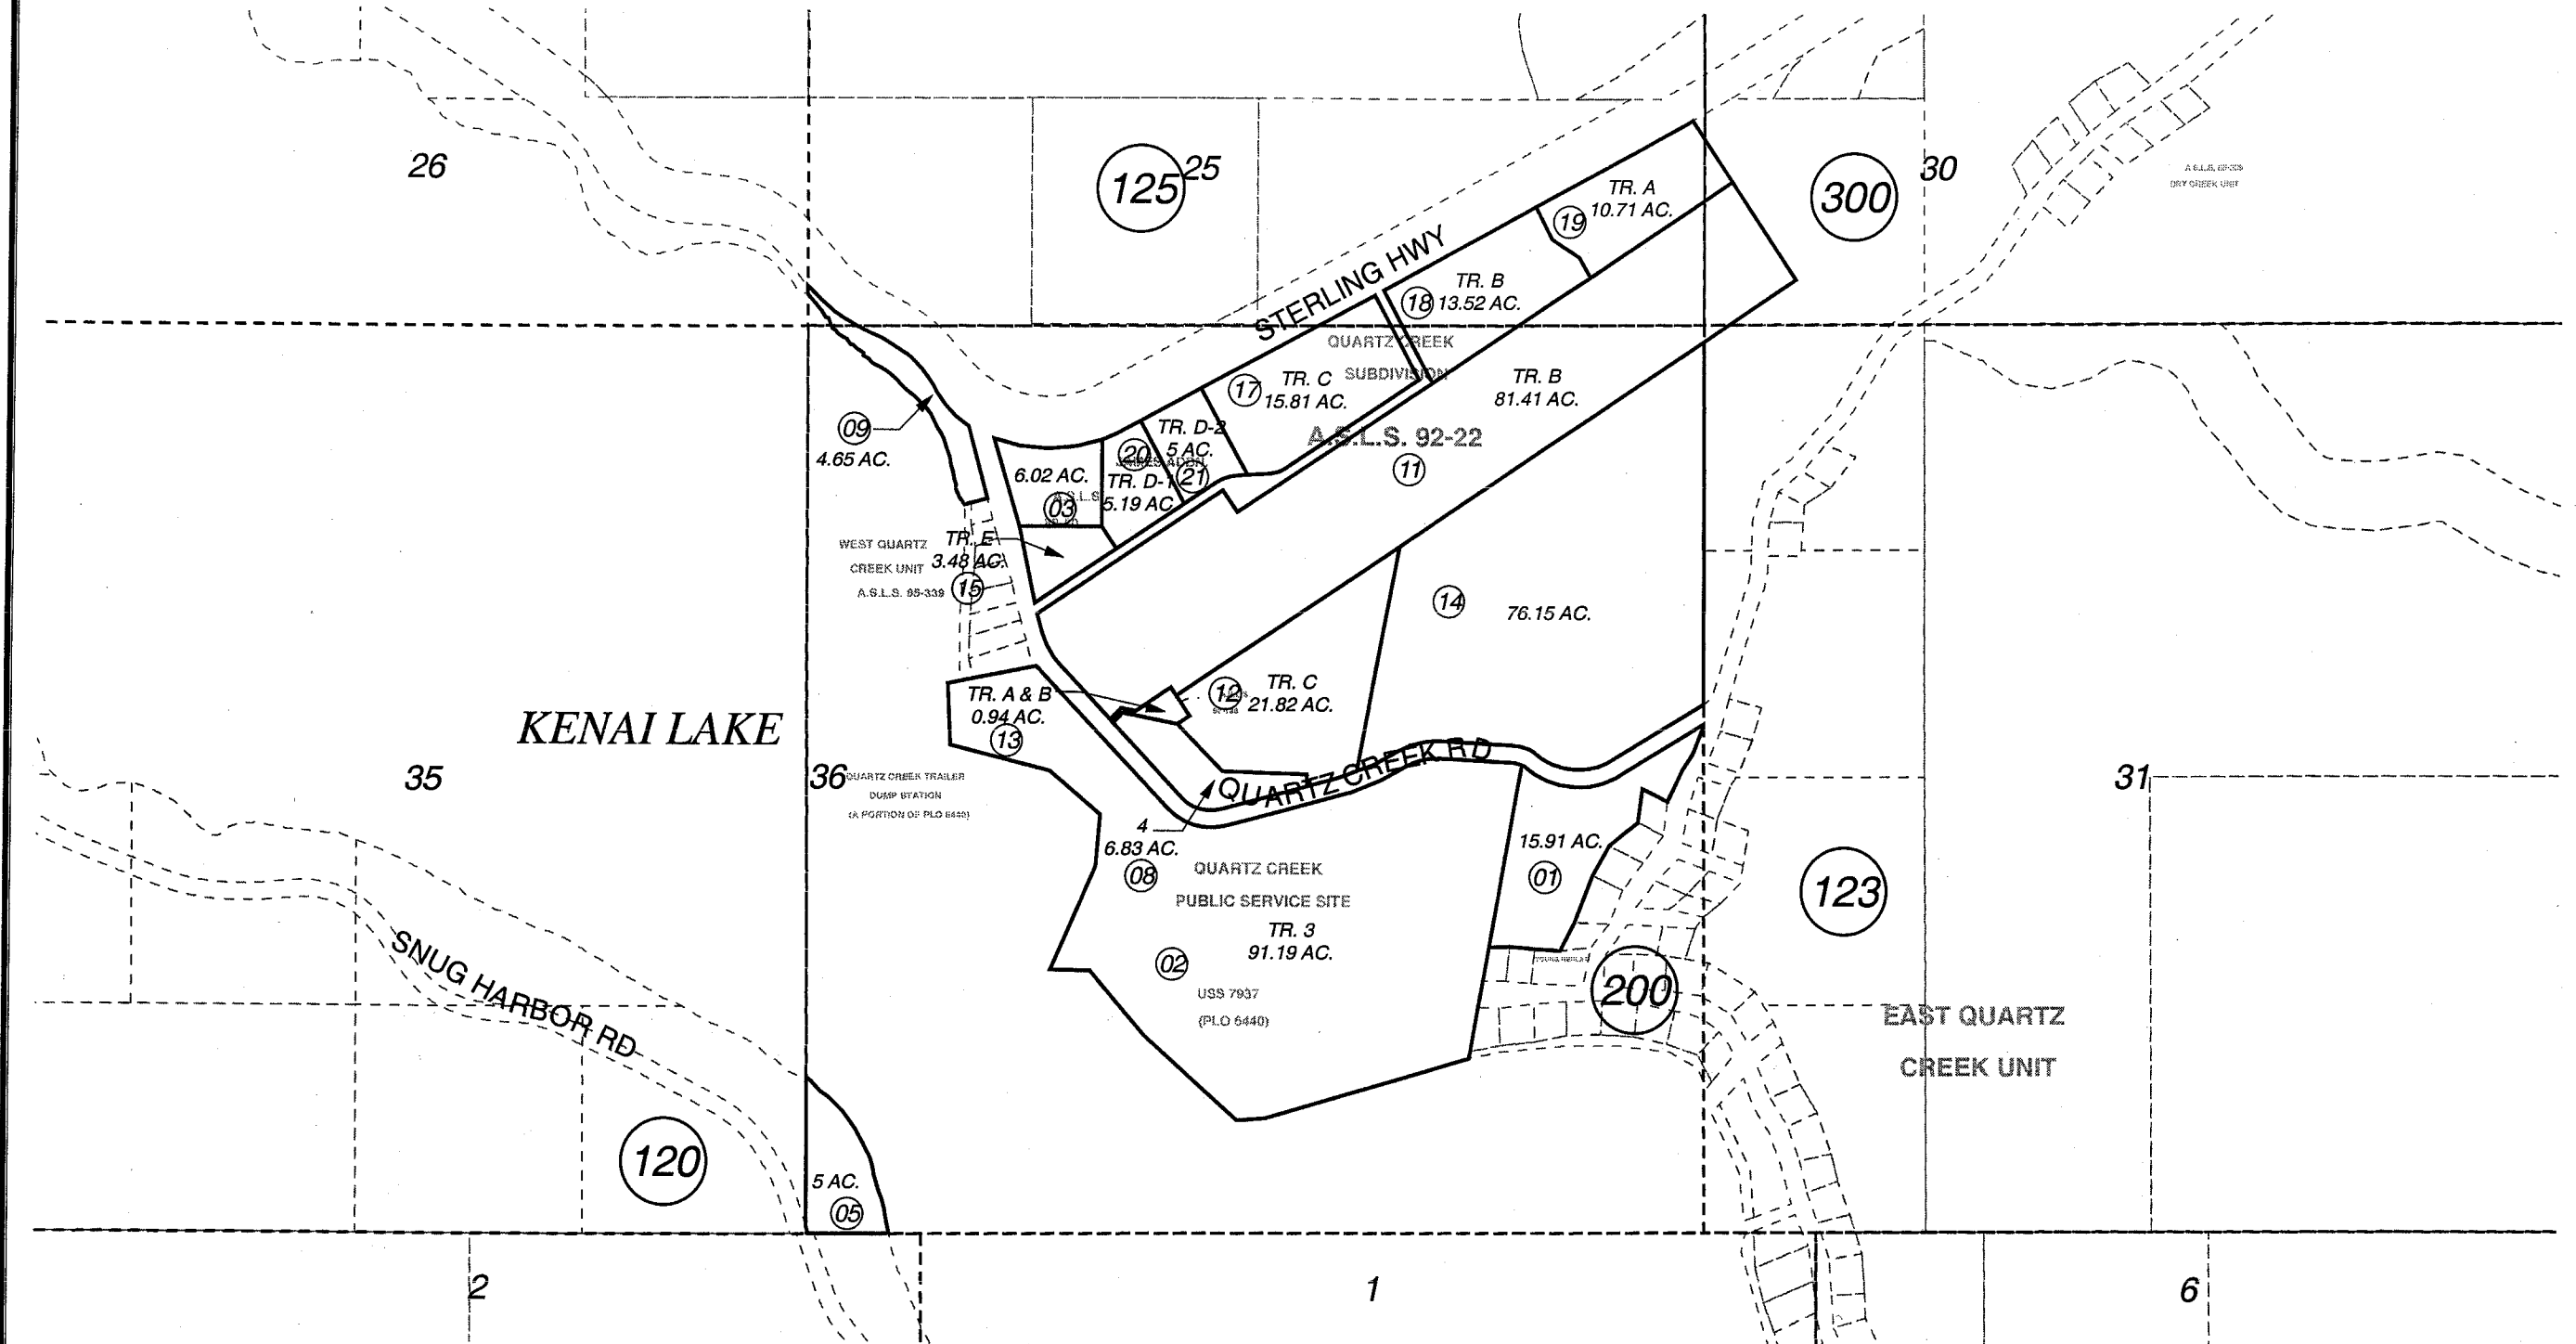 26
125
25
300
30
A.S.L.S.
DRY CREEK UNIT
TR. A
10.71 AC.
19
STERLING HWY
TR. B
13.52 AC.
18
QUARTZ CREEK
SUBDIVISION
TR. C
15.81 AC.
17
TR. B
81.41 AC.
A.S.L.S. 92-22
11
09
4.65 AC.
TR. D-2
5 AC.
21
20
JAMES ADDN.
TR. D-1
5.19 AC
6.02 AC.
A.S.L.S.
03
WEST QUARTZ
CREEK UNIT
A.S.L.S. 85-339
TR. E
3.48 AC.
15
14
76.15 AC.
TR. A & B
0.94 AC.
13
12
TR. C
21.82 AC.
KENAI LAKE
QUARTZ CREEK RD
35
36
31
QUARTZ CREEK TRAILER
DUMP STATION
(A PORTION OF PLO 6440)
4
6.83 AC.
08
15.91 AC.
01
123
QUARTZ CREEK
PUBLIC SERVICE SITE
TR. 3
91.19 AC.
02
USS 7937
(PLO 6440)
200
SNUG HARBOR RD
EAST QUARTZ
CREEK UNIT
120
5 AC.
05
2
1
6